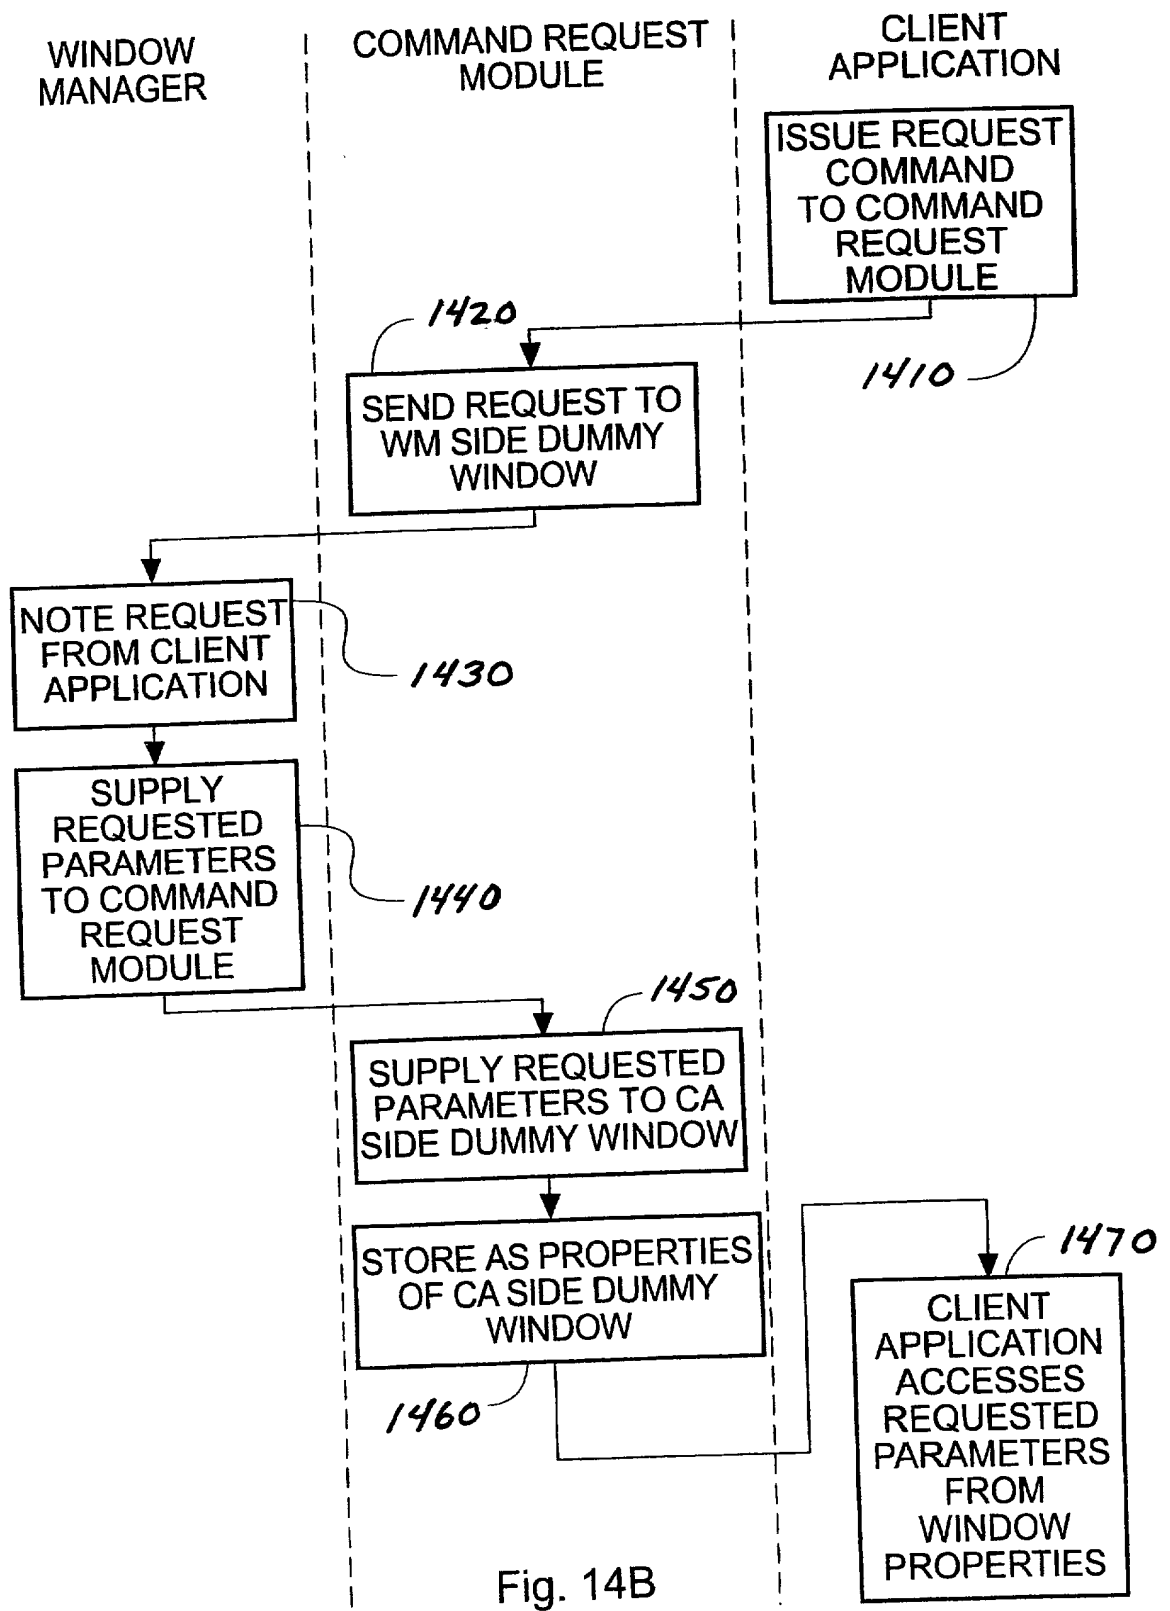 WINDOW
MANAGER
COMMAND REQUEST
MODULE
CLIENT
APPLICATION
ISSUE REQUEST
COMMAND
TO COMMAND
REQUEST
MODULE
1410
1420
SEND REQUEST TO
WM SIDE DUMMY
WINDOW
NOTE REQUEST
FROM CLIENT
APPLICATION
1430
SUPPLY
REQUESTED
PARAMETERS
TO COMMAND
REQUEST
MODULE
1440
1450
SUPPLY REQUESTED
PARAMETERS TO CA
SIDE DUMMY WINDOW
STORE AS PROPERTIES
OF CA SIDE DUMMY
WINDOW
1460
1470
CLIENT
APPLICATION
ACCESSES
REQUESTED
PARAMETERS
FROM
WINDOW
PROPERTIES
Fig. 14B